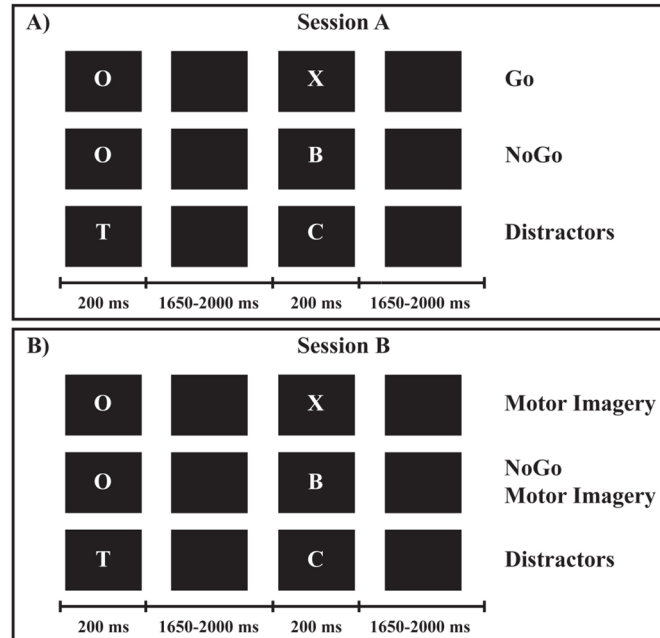 A)
Session A
O X Go
O B NoGo
T C Distractors
200 ms 1650-2000 ms 200 ms 1650-2000 ms
B)
Session B
O X Motor Imagery
O B NoGo
Motor Imagery
T C Distractors
200 ms 1650-2000 ms 200 ms 1650-2000 ms